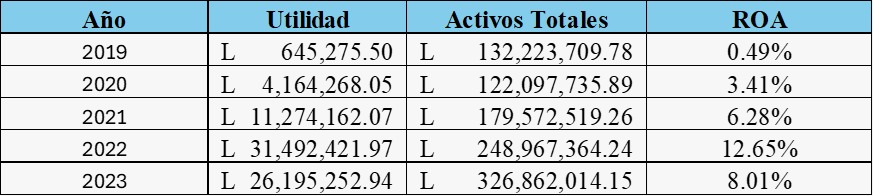 Año Utilidad Activos Totales ROA
2019 L 645,275.50 L 132,223,709.78 0.49%
2020 L 4,164,268.05 L 122,097,735.89 3.41%
2021 L 11,274,162.07 L 179,572,519.26 6.28%
2022 L 31,492,421.97 L 248,967,364.24 12.65%
2023 L 26,195,252.94 L 326,862,014.15 8.01%